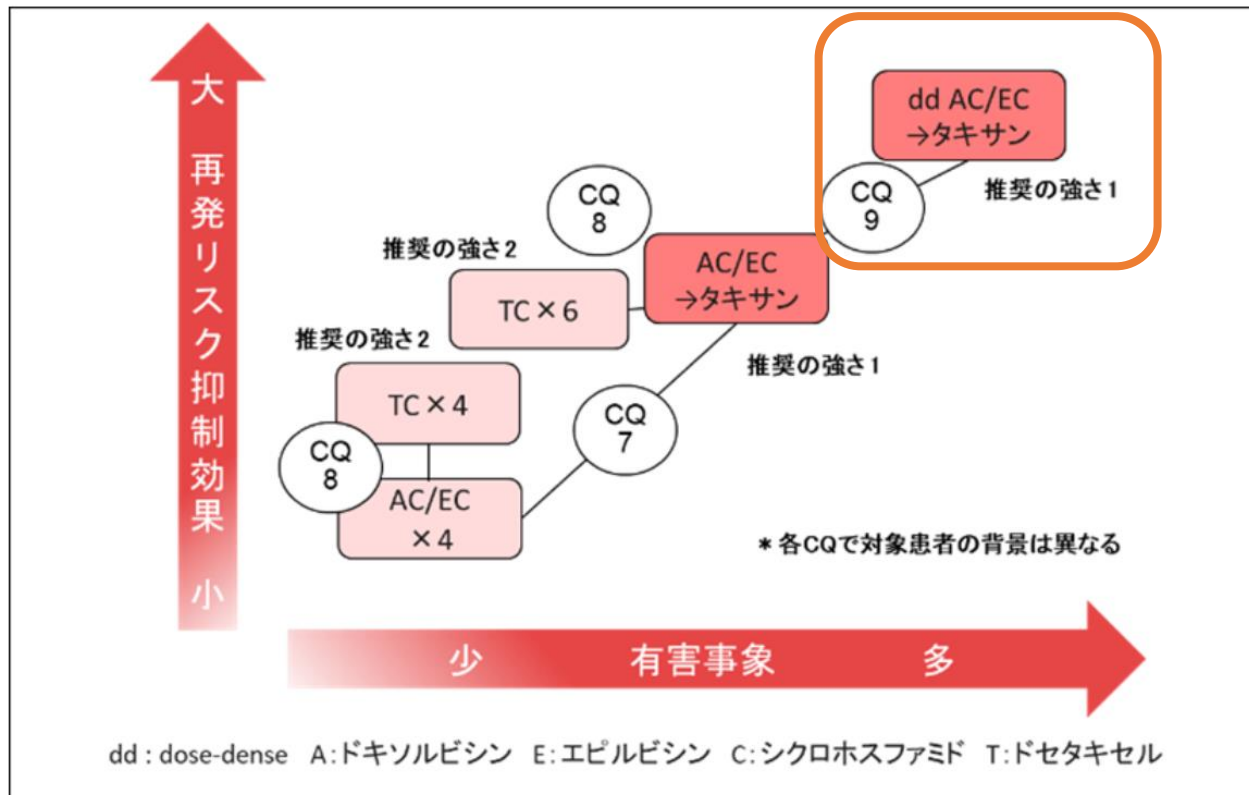 大 再発リスク抑制効果 小
dd AC/EC
→タキサン
CQ
9
推奨の強さ1
CQ
8
推奨の強さ2
AC/EC
→タキサン
TC×6
推奨の強さ2
推奨の強さ1
TC×4
CQ
7
CQ
8
AC/EC
×4
*各CQで対象患者の背景は異なる
少 有害事象 多
dd：dose-dense A：ドキソルビシン E：エピルビシン C：シクロホスファミド T：ドセタキセル